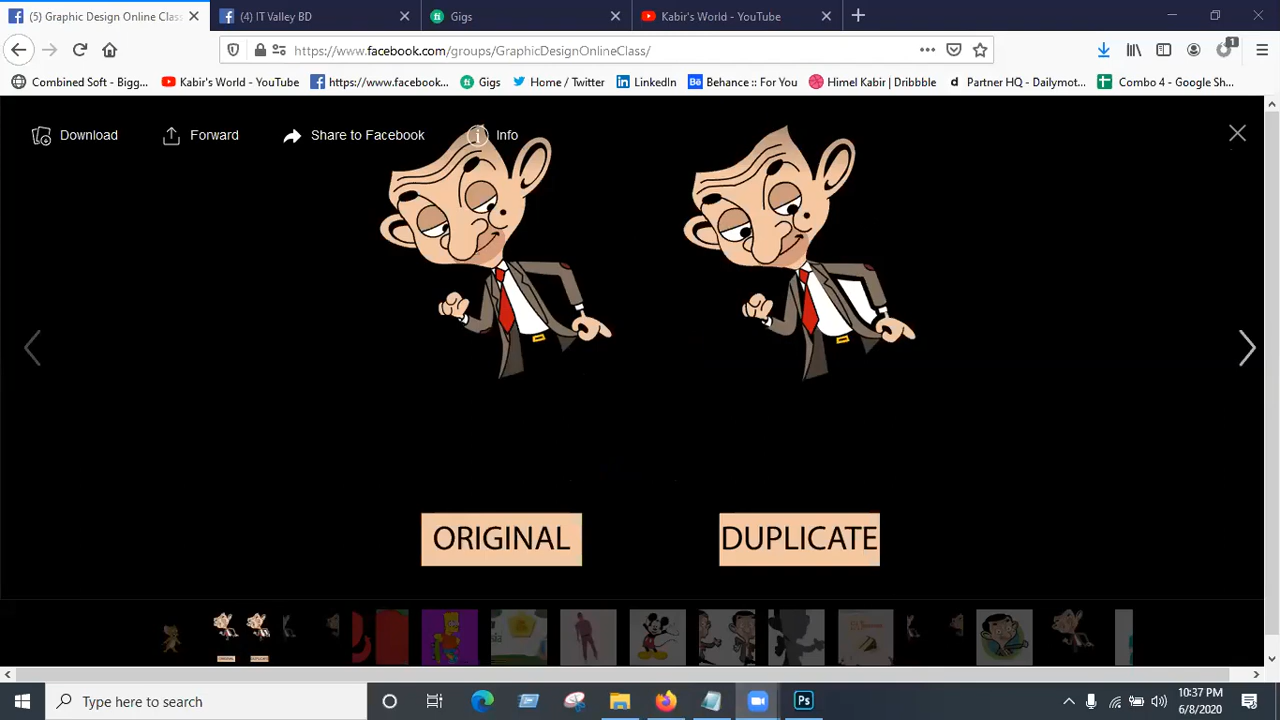 (5) Graphic Design Online Class
(4) IT Valley BD
Gigs
Kabir's World - YouTube
https://www.facebook.com/groups/GraphicDesignOnlineClass/
1
Combined Soft - Bigg...
Kabir's World - YouTube
https://www.facebook...
Gigs
Home / Twitter
LinkedIn
Behance :: For You
Himel Kabir | Dribbble
Partner HQ - Dailymot...
Combo 4 - Google Sh...
Download
Forward
Share to Facebook
Info
ORIGINAL
DUPLICATE
Type here to search
10:37 PM
6/8/2020